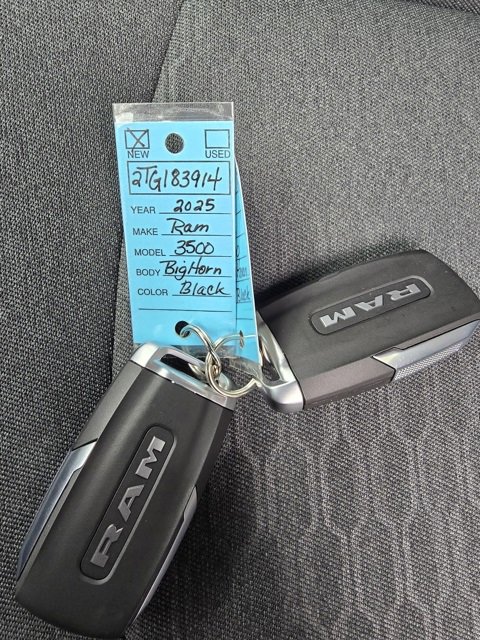 NEW USED
2TG183914
YEAR 2025
MAKE Ram
MODEL 3500
BODY BigHorn
COLOR Black
RAM
RAM